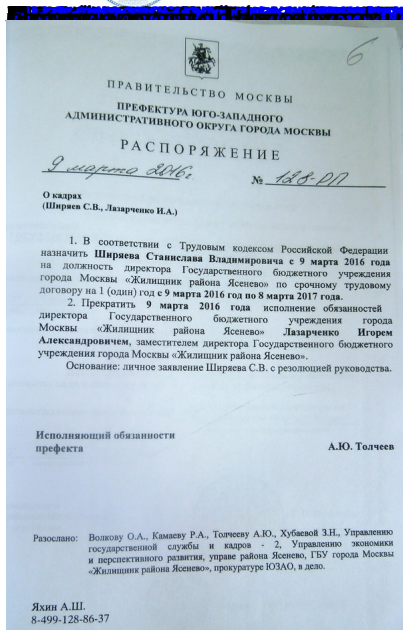 6
ПРАВИТЕЛЬСТВО МОСКВЫ
ПРЕФЕКТУРА ЮГО-ЗАПАДНОГО
АДМИНИСТРАТИВНОГО ОКРУГА ГОРОДА МОСКВЫ
РАСПОРЯЖЕНИЕ
9 марта 2016г № 128-РП
О кадрах
(Ширяев С.В., Лазарченко И.А.)
1. В соответствии с Трудовым кодексом Российской Федерации
назначить Ширяева Станислава Владимировича с 9 марта 2016 года
на должность директора Государственного бюджетного учреждения
города Москвы «Жилищник района Ясенево» по срочному трудовому
договору на 1 (один) год с 9 марта 2016 год по 8 марта 2017 года.
2. Прекратить 9 марта 2016 года исполнение обязанностей
директора Государственного бюджетного учреждения города
Москвы «Жилищник района Ясенево» Лазарченко Игорем
Александровичем, заместителем директора Государственного бюджетного
учреждения города Москвы «Жилищник района Ясенево».
Основание: личное заявление Ширяева С.В. с резолюцией руководства.
Исполняющий обязанности
префекта А.Ю. Толчеев
Разослано: Волкову О.А., Камаеву Р.А., Толчееву А.Ю., Хубаевой З.Н., Управлению
государственной службы и кадров - 2, Управлению экономики
и перспективного развития, управе района Ясенево, ГБУ города Москвы
«Жилищник района Ясенево», прокуратуре ЮЗАО, в дело.
Яхин А.Ш.
8-499-128-86-37